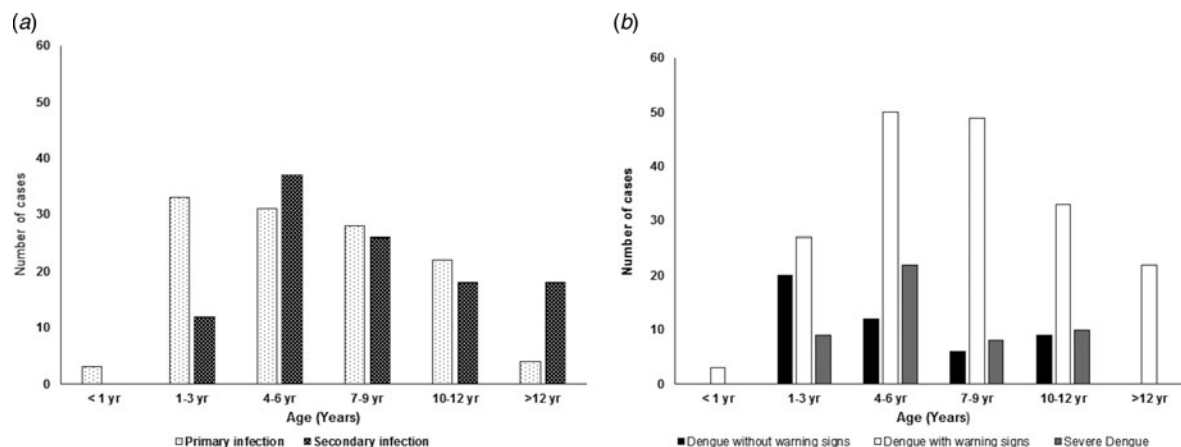 (a)
60
50
40
30
20
10
0
Number of cases
< 1 yr 1-3 yr 4-6 yr 7-9 yr 10-12 yr >12 yr
Age (Years)
Primary infection Secondary infection
(b)
60
50
40
30
20
10
0
Number of cases
< 1 yr 1-3 yr 4-6 yr 7-9 yr 10-12 yr >12 yr
Age (Years)
Dengue without warning signs Dengue with warning signs Severe Dengue